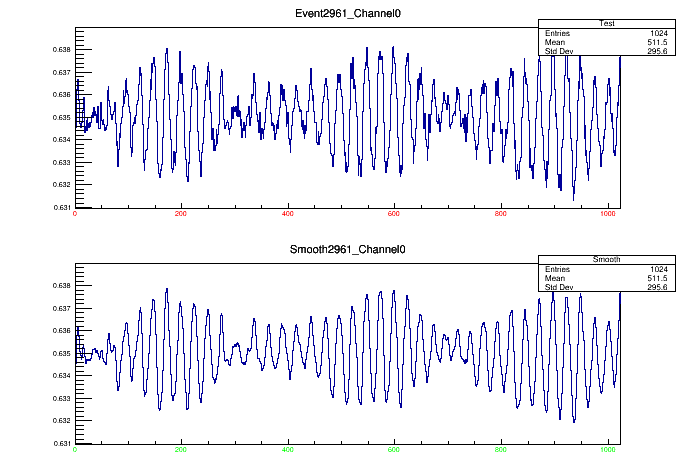 Event2961_Channel0
Test
Entries 1024
Mean 511.5
Std Dev 295.6
0.638
0.637
0.636
0.635
0.634
0.633
0.632
0.631
0 200 400 600 800 1000
Smooth2961_Channel0
Smooth
Entries 1024
Mean 511.5
Std Dev 295.6
0.638
0.637
0.636
0.635
0.634
0.633
0.632
0.631
0 200 400 600 800 1000